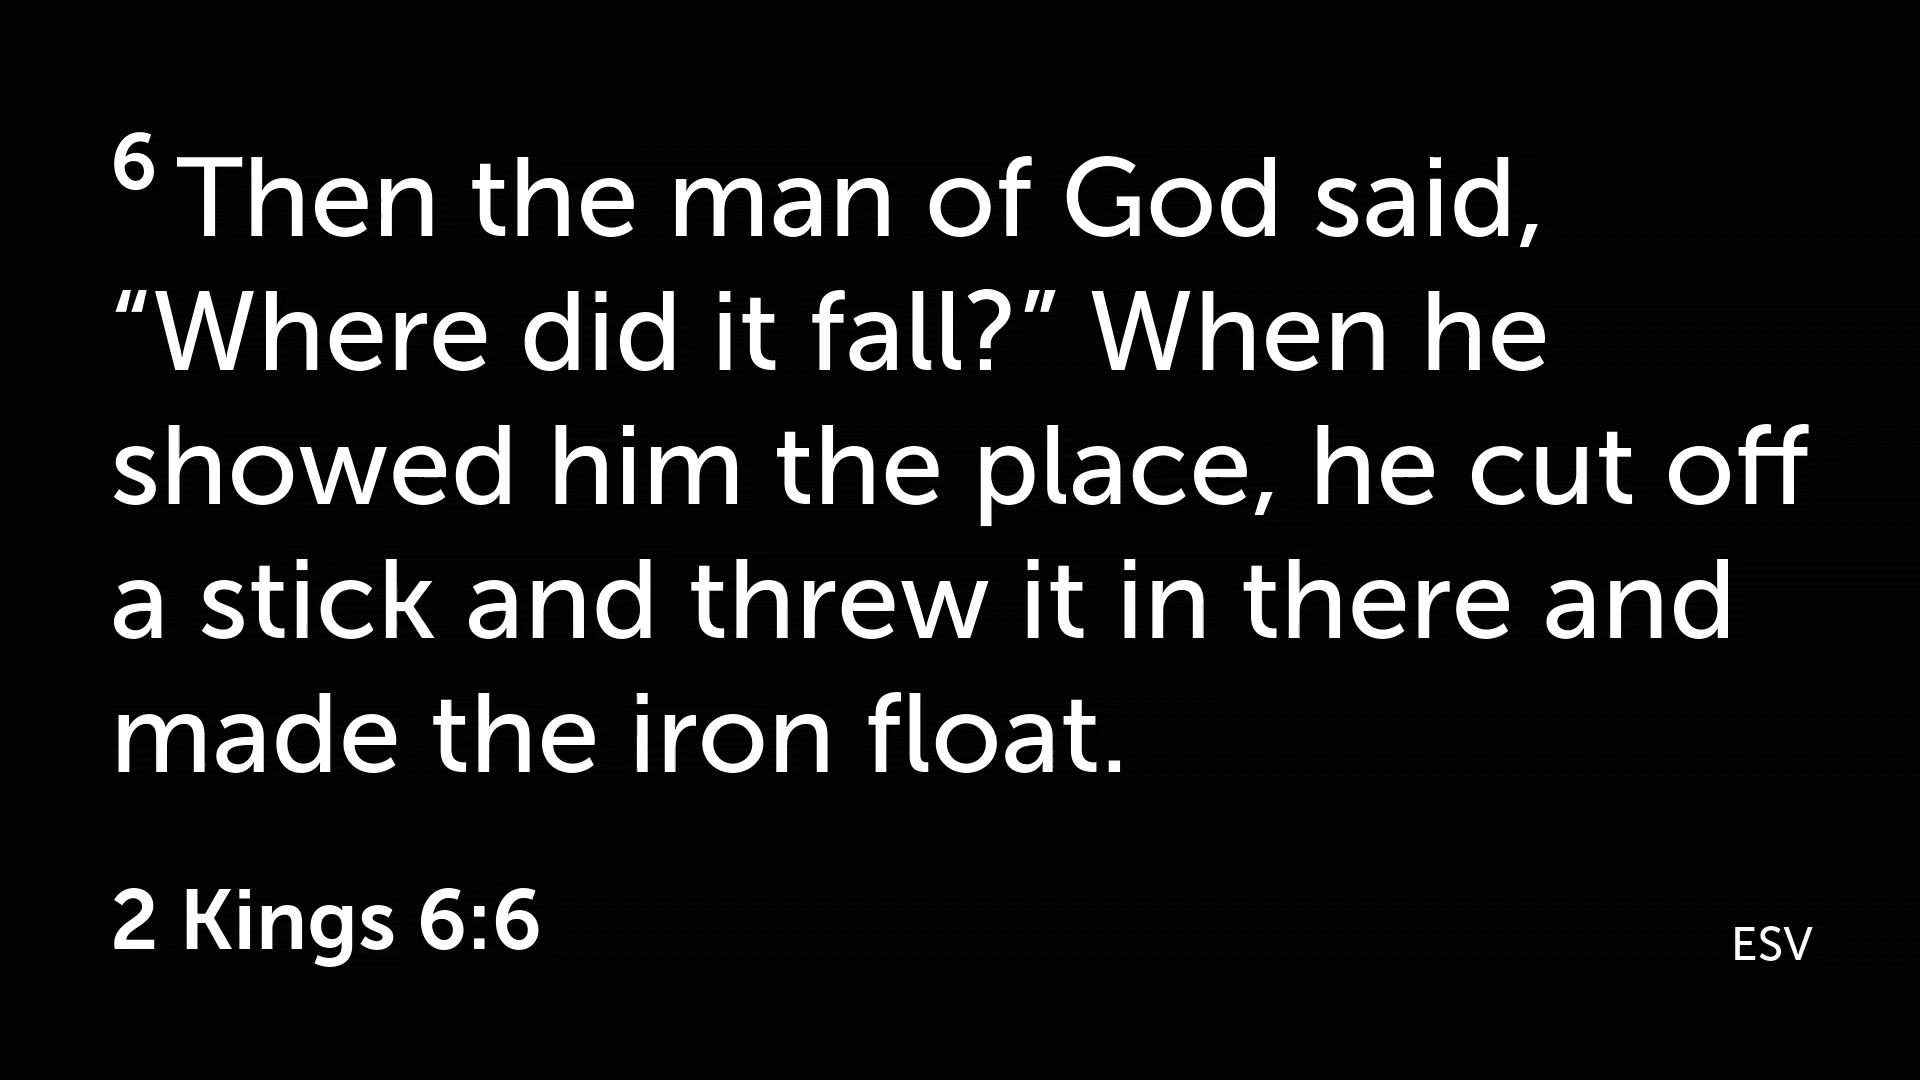 6 Then the man of God said,
“Where did it fall?” When he
showed him the place, he cut off
a stick and threw it in there and
made the iron float.
2 Kings 6:6
ESV